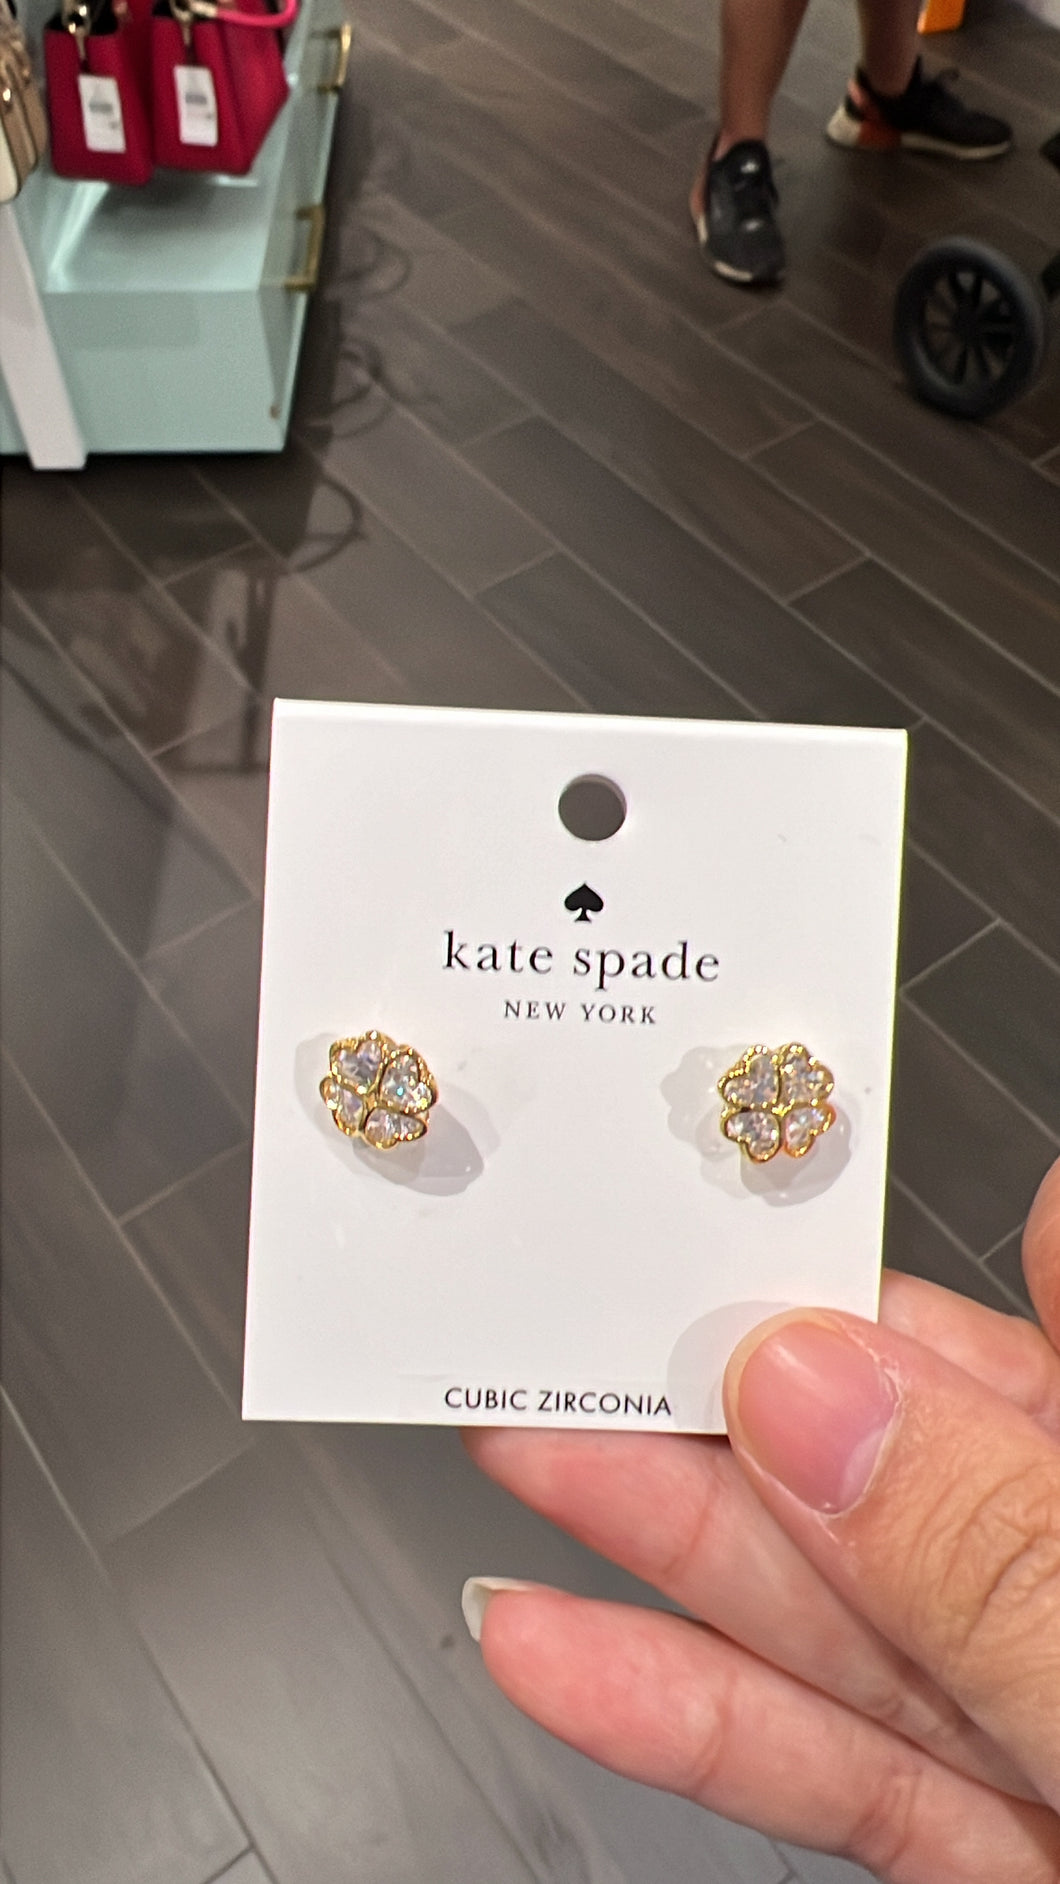 kate spade
NEW YORK
CUBIC ZIRCONIA